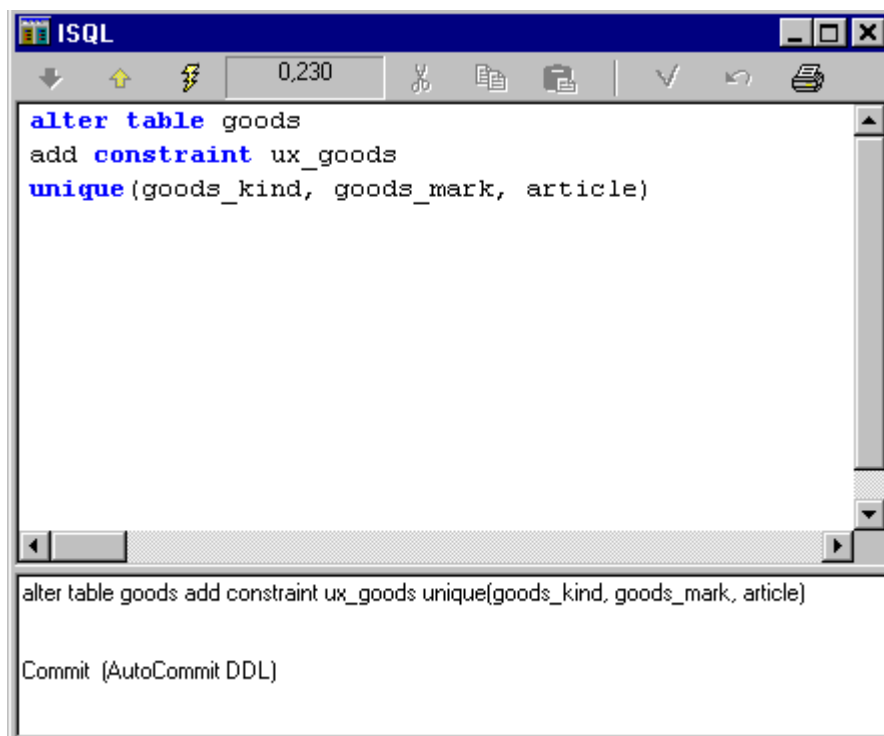 ISQL
0,230
alter table goods
add constraint ux_goods
unique(goods_kind, goods_mark, article)
alter table goods add constraint ux_goods unique(goods_kind, goods_mark, article)
Commit (AutoCommit DDL)